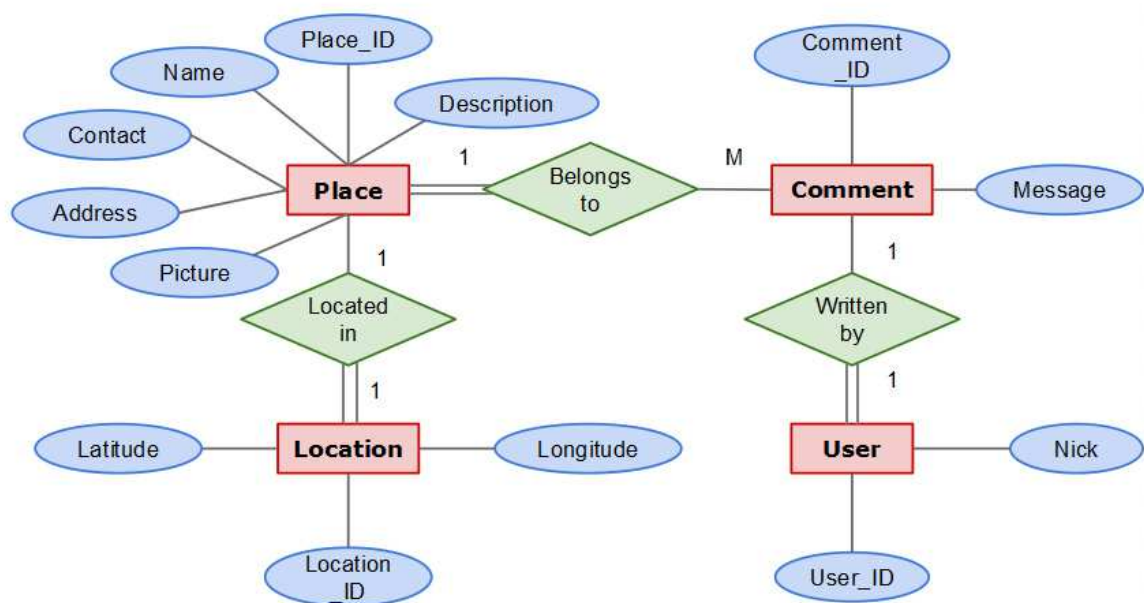 Place_ID
Comment
_ID
Name
Description
Contact
1
M
Place
Belongs
to
Comment
Message
Address
Picture
1
1
Located
in
Written
by
1
1
Latitude
Location
Longitude
User
Nick
Location
_ID
User_ID